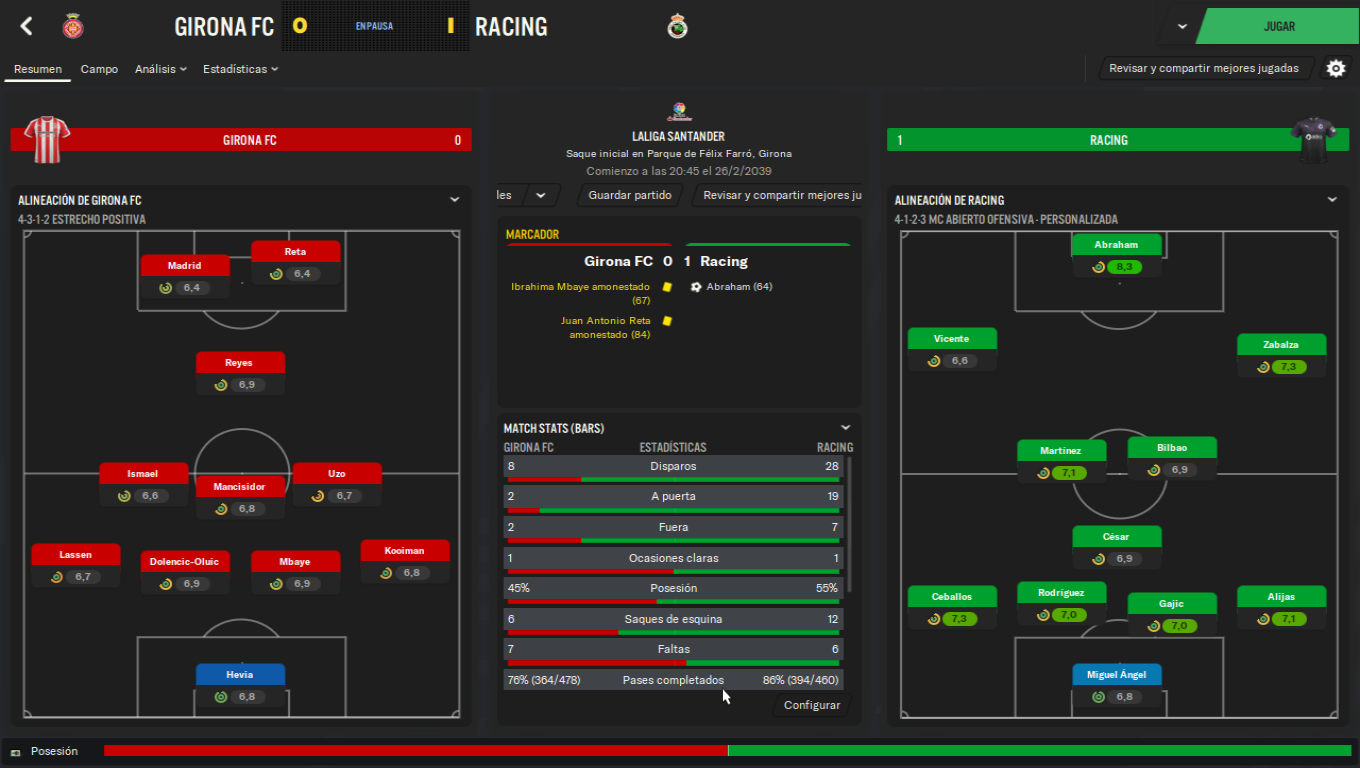 GIRONA FC
0
EN PAUSA
1
RACING
JUGAR
Resumen
Campo
Análisis
Estadísticas
Revisar y compartir mejores jugadas
GIRONA FC
0
LALIGA SANTANDER
Saque inicial en Parque de Félix Farró, Girona
Comienzo a las 20:45 el 26/2/2039
les
Guardar partido
Revisar y compartir mejores ju
1
RACING
ALINEACIÓN DE GIRONA FC
4-3-1-2 ESTRECHO POSITIVA
Madrid
6,4
Reta
6,4
Reyes
6,9
Ismael
6,6
Mancisidor
6,8
Uzo
6,7
Lassen
6,7
Dolencic-Oluic
6,9
Mbaye
6,9
Kooiman
6,8
Hevia
6,8
MARCADOR
Girona FC 0 1 Racing
Ibrahima Mbaye amonestado
(67)
Abraham (64)
Juan Antonio Reta
amonestado (84)
MATCH STATS (BARS)
GIRONA FC ESTADÍSTICAS RACING
8 Disparos 28
2 A puerta 19
2 Fuera 7
1 Ocasiones claras 1
45% Posesión 55%
6 Saques de esquina 12
7 Faltas 6
76% (364/478) Pases completados 86% (394/460)
Configurar
ALINEACIÓN DE RACING
4-1-2-3 MC ABIERTO OFENSIVA - PERSONALIZADA
Abraham
8,3
Vicente
6,6
Zabalza
7,3
Martínez
7,1
Bilbao
6,9
César
6,9
Ceballos
7,3
Rodríguez
7,0
Gajic
7,0
Alijas
7,1
Miguel Ángel
6,8
Posesión